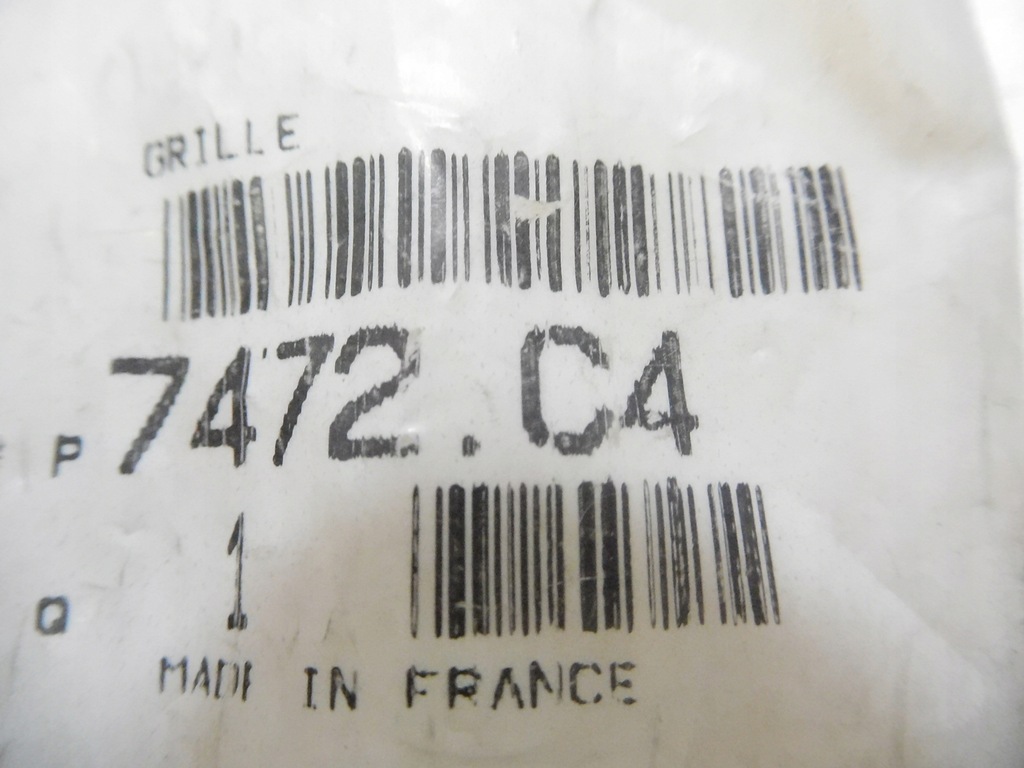 GRILLE
P 7472.C4
Q 1
MADE IN FRANCE